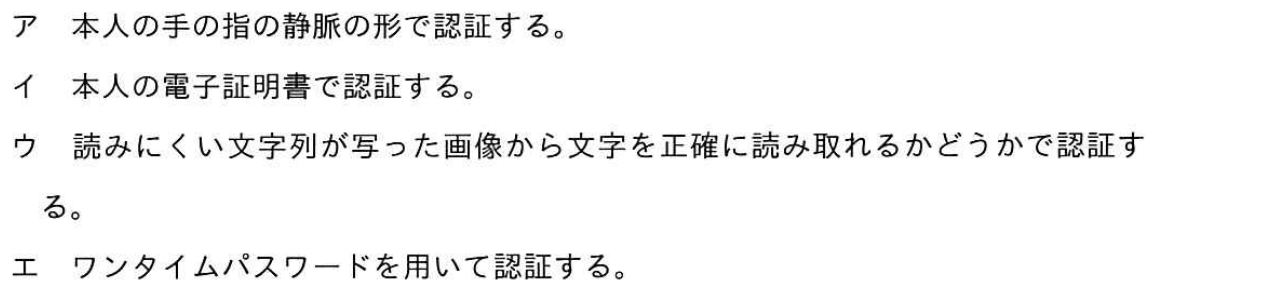 ア　本人の手の指の静脈の形で認証する。
イ　本人の電子証明書で認証する。
ウ　読みにくい文字列が写った画像から文字を正確に読み取れるかどうかで認証す
る。
エ　ワンタイムパスワードを用いて認証する。